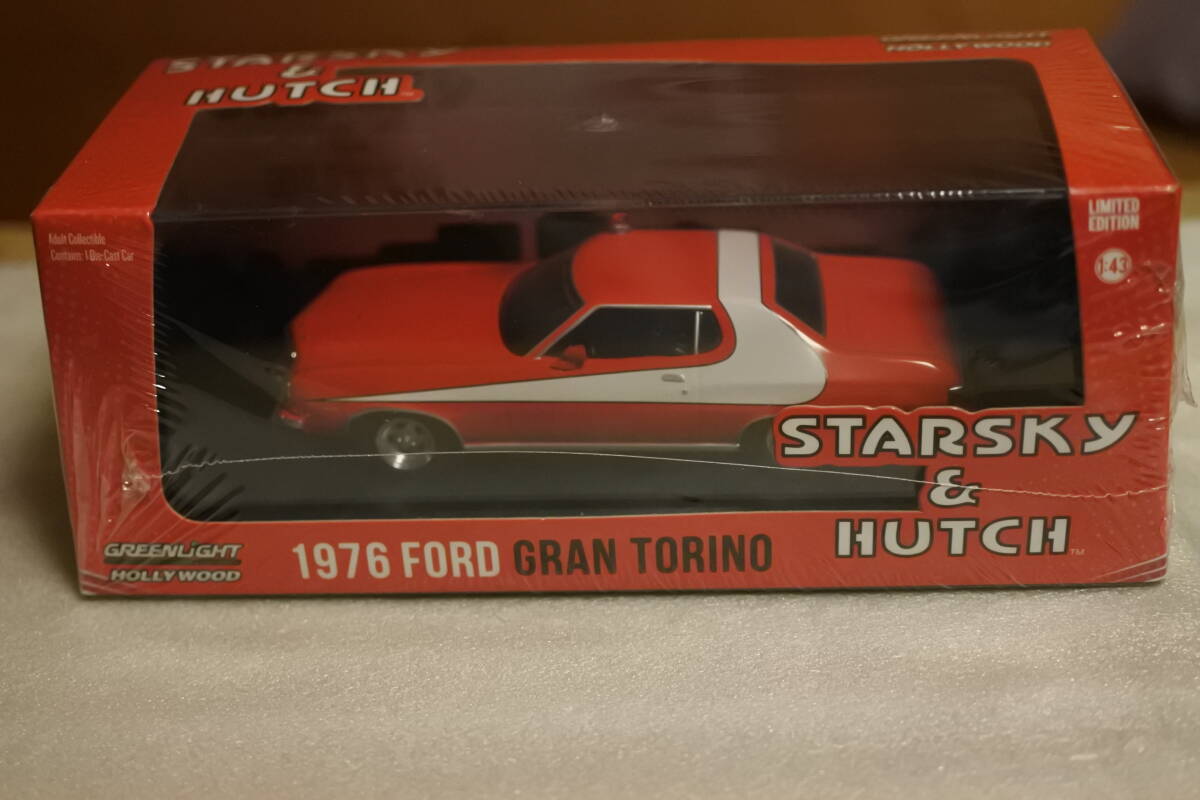 STARSKY
&
HUTCH
GREENLIGHT
HOLLYWOOD
Adult Collectible
Contains: 1 Die-Cast Car
LIMITED
EDITION
1:43
STARSKY
&
HUTCH™
GREENLIGHT
HOLLYWOOD
1976 FORD GRAN TORINO